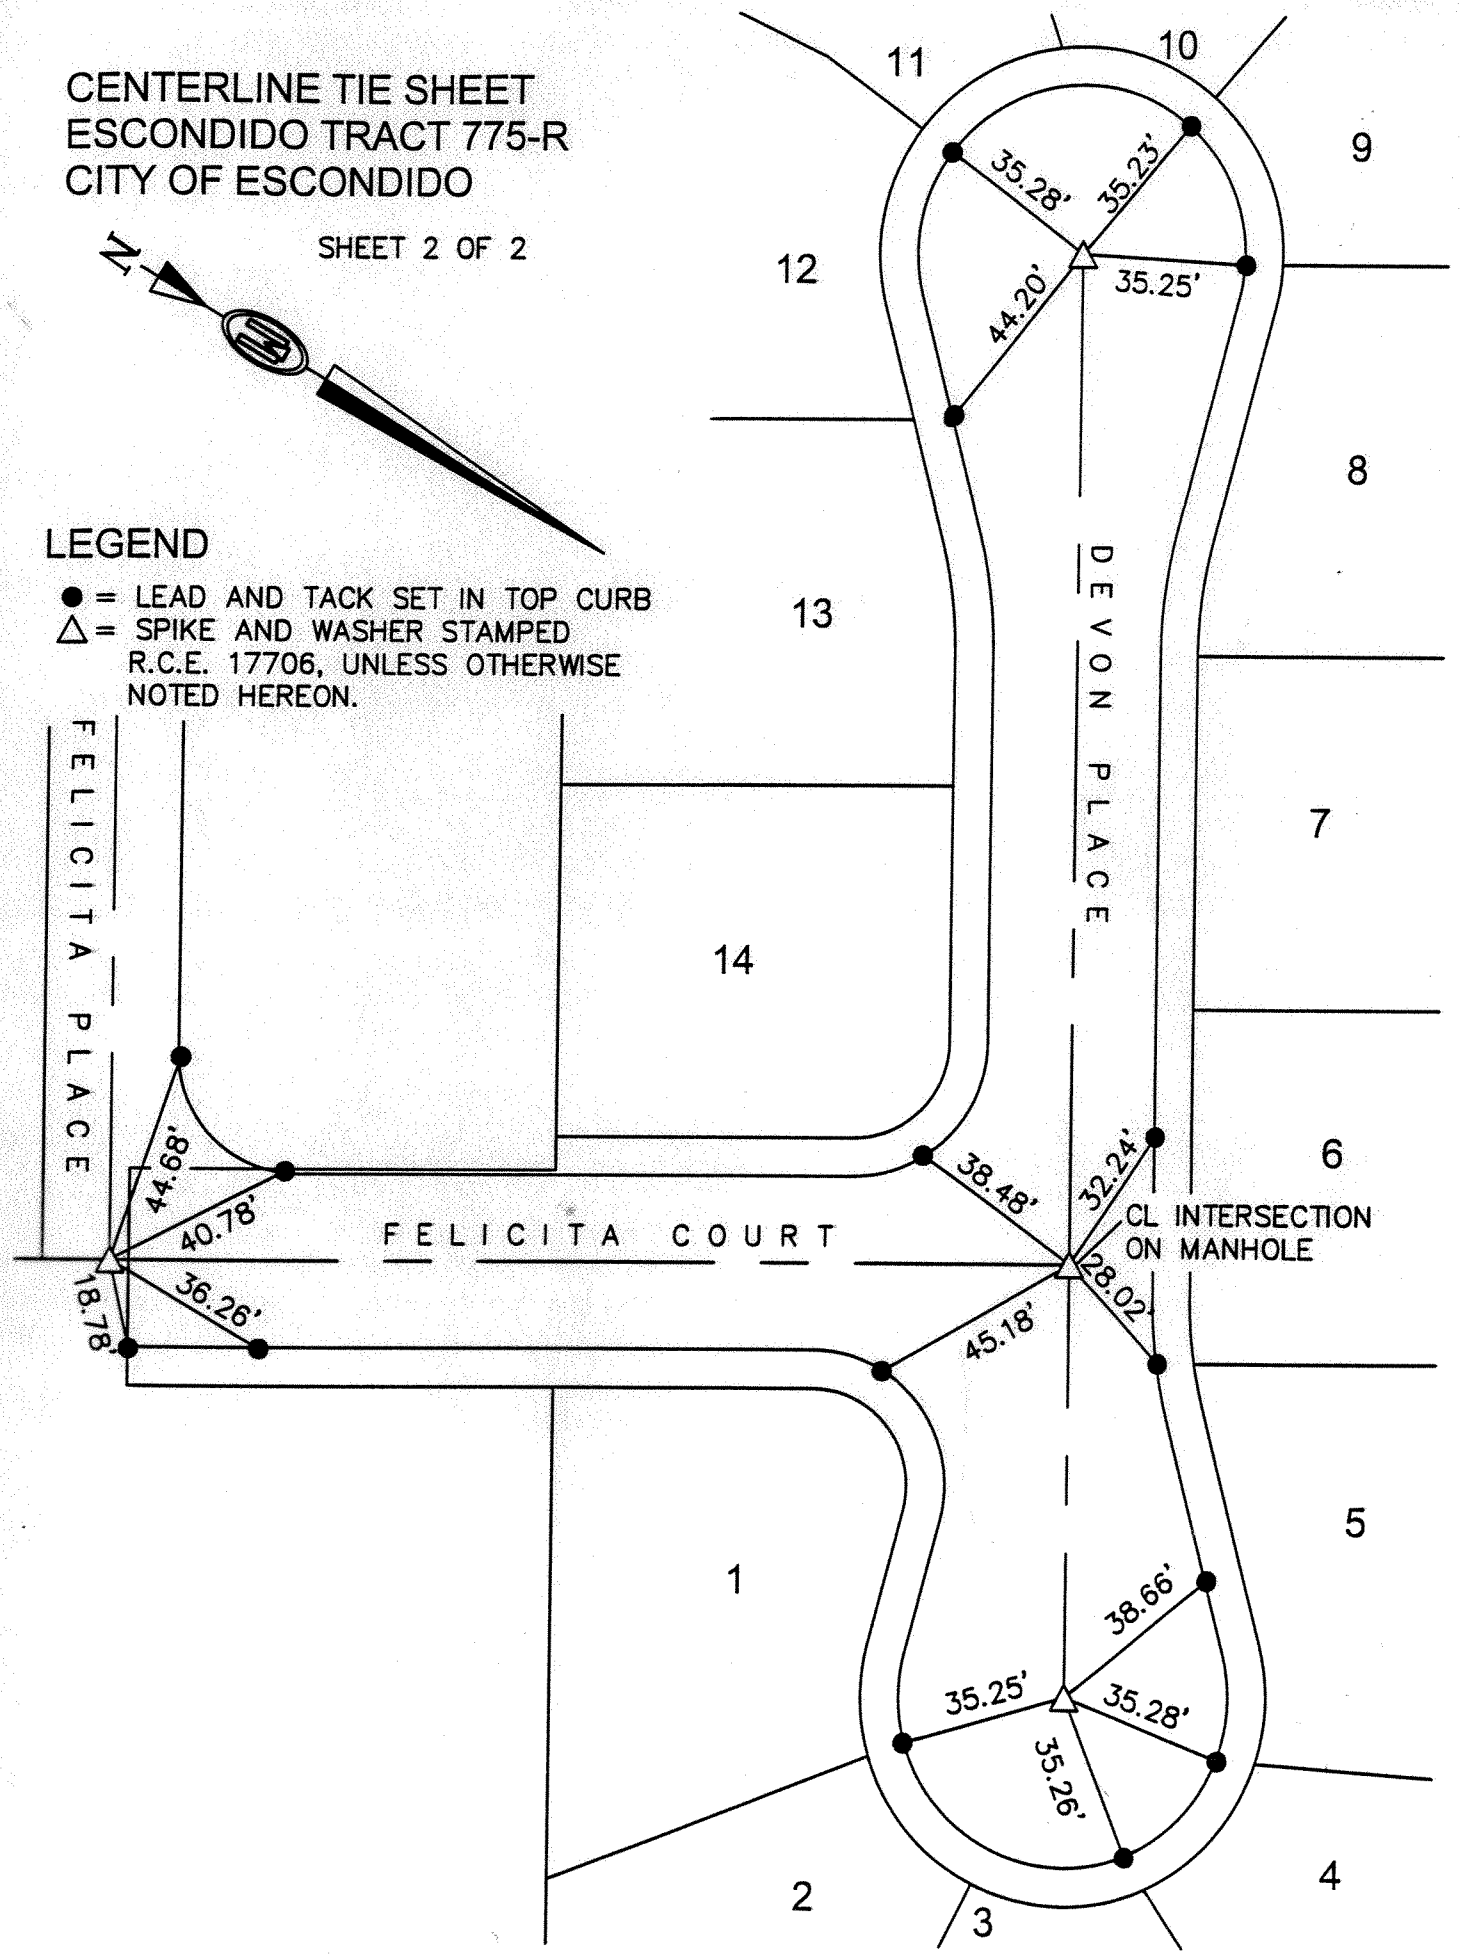 CENTERLINE TIE SHEET
ESCONDIDO TRACT 775-R
CITY OF ESCONDIDO
SHEET 2 OF 2
N
LEGEND
= LEAD AND TACK SET IN TOP CURB
= SPIKE AND WASHER STAMPED
R.C.E. 17706, UNLESS OTHERWISE
NOTED HEREON.
11
10
9
12
35.28'
35.23'
35.25'
44.20'
8
13
DEVON PLACE
7
14
FELICITA PLACE
6
44.68'
40.78'
36.26'
18.78'
FELICITA COURT
38.48'
32.24'
CL INTERSECTION
ON MANHOLE
28.02'
45.18'
5
1
38.66'
35.25'
35.28'
35.26'
4
2
3